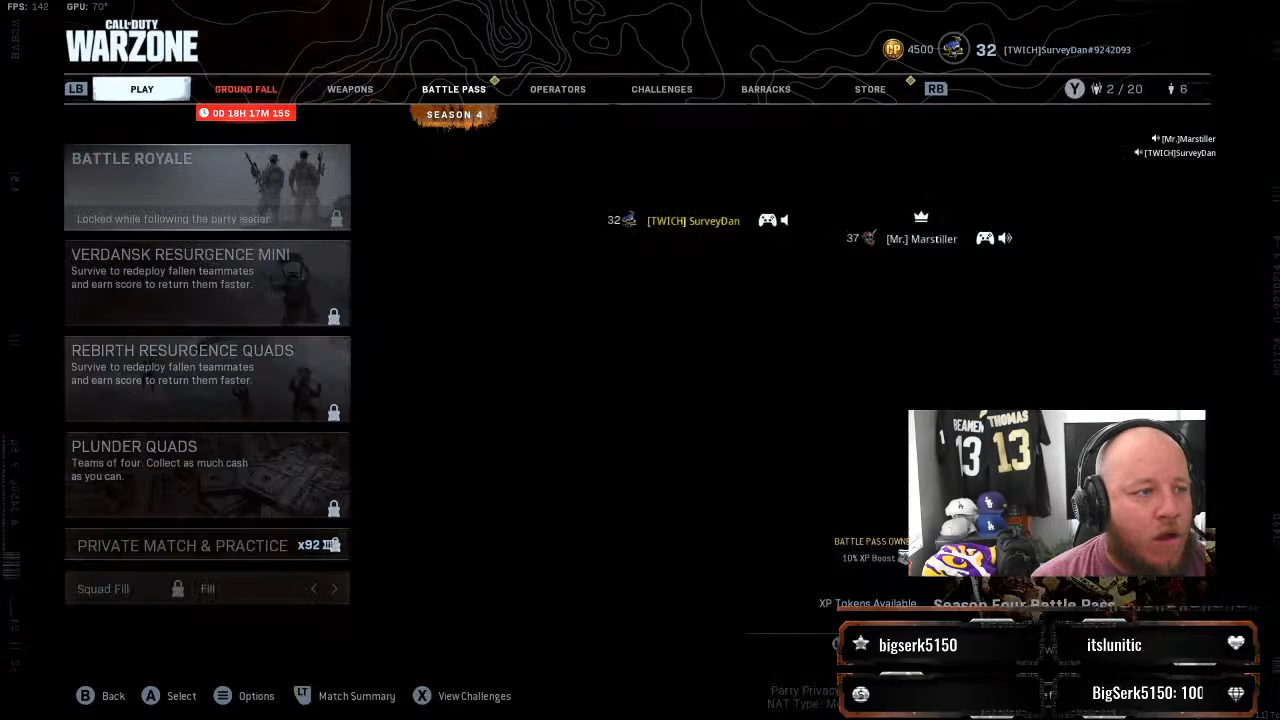 FPS: 142 GPU: 70°
CALL OF DUTY
WARZONE
CP 4500 32 [TWICH]SurveyDan#9242093
LB PLAY GROUND FALL WEAPONS BATTLE PASS OPERATORS CHALLENGES BARRACKS STORE RB Y 2 / 20 6
0D 18H 17M 15S
SEASON 4
[Mr.]Marstiller
[TWICH]SurveyDan
BATTLE ROYALE
Locked while following the party leader.
32 [TWICH] SurveyDan
37 [Mr.] Marstiller
VERDANSK RESURGENCE MINI
Survive to redeploy fallen teammates
and earn score to return them faster.
REBIRTH RESURGENCE QUADS
Survive to redeploy fallen teammates
and earn score to return them faster.
PLUNDER QUADS
Teams of four. Collect as much cash
as you can.
PRIVATE MATCH & PRACTICE x92
Squad Fill Fill
BEAMER THOMAS
13 13
BATTLE PASS OWNE
10% XP Boost
XP Tokens Available Season Four Battle Pass
bigserk5150 itslunitic
BigSerk5150: 100
B Back A Select Options LT Match Summary X View Challenges
Party Privacy
NAT Type: M